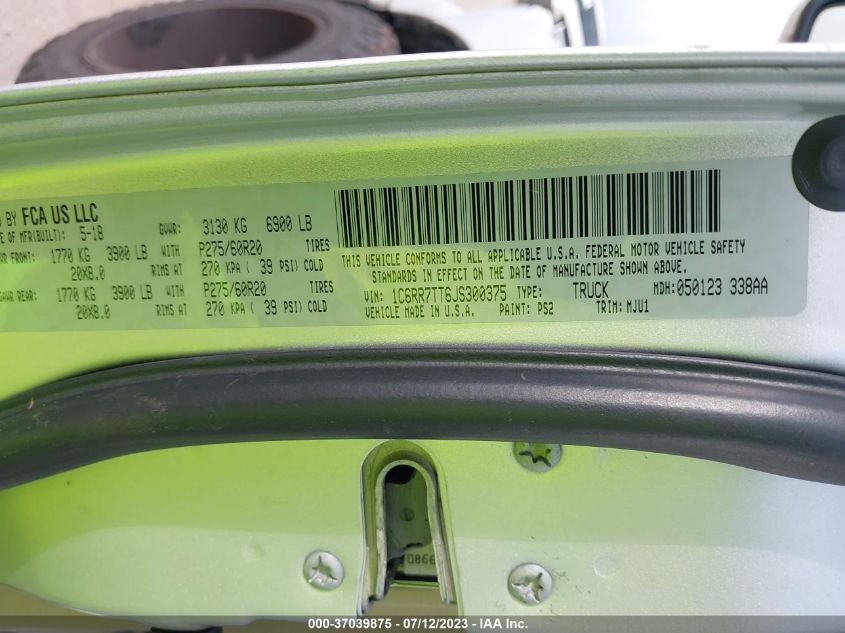 D BY FCA US LLC
E OF MFR(BUILT): 5-18 GVWR: 3130 KG 6900 LB
WR FRONT: 1770 KG 3900 LB WITH P275/60R20 TIRES
20X8.0 RIMS AT 270 KPA ( 39 PSI) COLD
GAWR REAR: 1770 KG 3900 LB WITH P275/60R20 TIRES
20X8.0 RIMS AT 270 KPA ( 39 PSI) COLD
THIS VEHICLE CONFORMS TO ALL APPLICABLE U.S.A. FEDERAL MOTOR VEHICLE SAFETY
STANDARDS IN EFFECT ON THE DATE OF MANUFACTURE SHOWN ABOVE.
VIN: 1C6RR7TT6JS300375 TYPE: TRUCK MDH: 050123 338AA
VEHICLE MADE IN U.S.A. PAINT: PS2 TRIM: MJU1
000-37039875 - 07/12/2023 - IAA Inc.